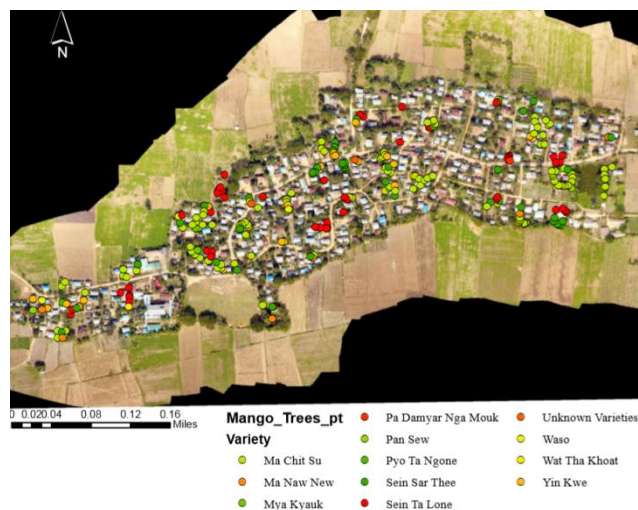 N
0 0.02 0.04 0.08 0.12 0.16
Miles
Mango_Trees_pt
Variety
Ma Chit Su
Ma Naw New
Mya Kyauk
Pa Damyar Nga Mouk
Pan Sew
Pyo Ta Ngone
Sein Sar Thee
Sein Ta Lone
Unknown Varieties
Waso
Wat Tha Khoat
Yin Kwe